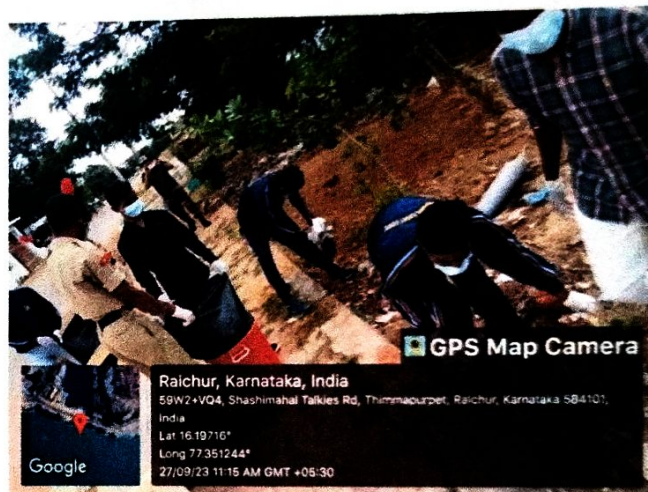 GPS Map Camera
Raichur, Karnataka, India
59W2+VQ4, Shashimahal Talkies Rd, Thimmapurpet, Raichur, Karnataka 584101,
India
Lat 16.19716°
Long 77.351244°
27/09/23 11:15 AM GMT +05:30
Google